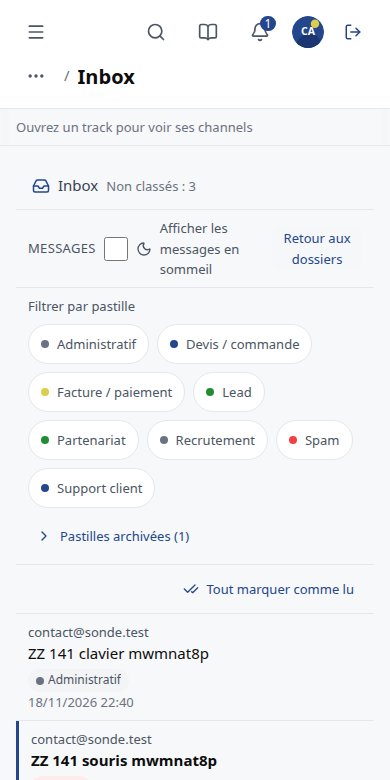 1
CA
... / Inbox
Ouvrez un track pour voir ses channels
Inbox Non classés : 3
MESSAGES Afficher les messages en sommeil
Retour aux dossiers
Filtrer par pastille
Administratif Devis / commande
Facture / paiement Lead
Partenariat Recrutement Spam
Support client
Pastilles archivées (1)
Tout marquer comme lu
contact@sonde.test
ZZ 141 clavier mwmnat8p
Administratif
18/11/2026 22:40
contact@sonde.test
ZZ 141 souris mwmnat8p